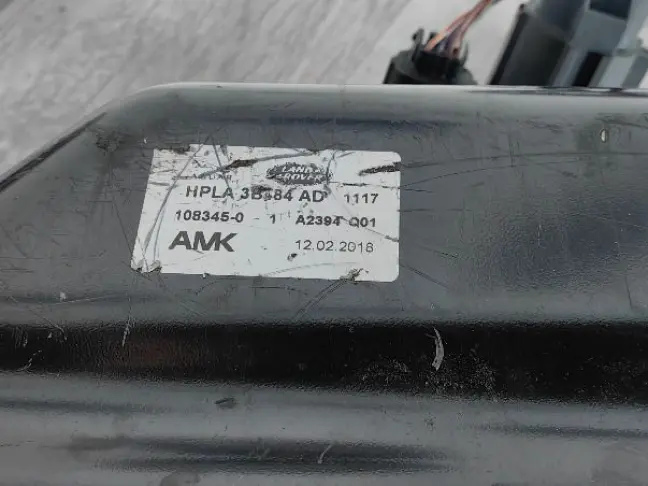 LAND
ROVER
HPLA 3B484 AD 1117
108345-0 - 1 A2394 Q01
AMK 12.02.2018